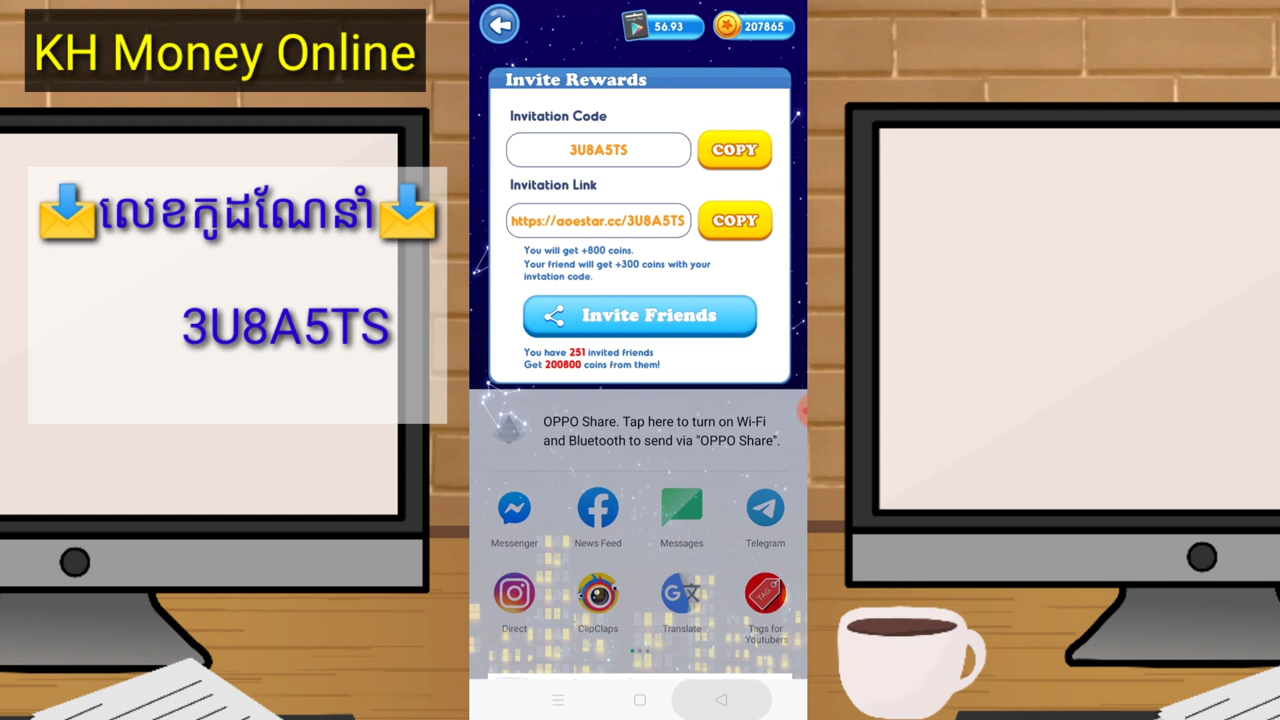 KH Money Online
លេខកូដណែនាំ
3U8A5TS
56.93
207865
Invite Rewards
Invitation Code
3U8A5TS
COPY
Invitation Link
https://aoestar.cc/3U8A5TS
COPY
You will get +800 coins.
Your friend will get +300 coins with your
invtation code.
Invite Friends
You have 251 invited friends
Get 200800 coins from them!
OPPO Share. Tap here to turn on Wi-Fi
and Bluetooth to send via "OPPO Share".
Messenger
News Feed
Messages
Telegram
Direct
ClipClaps
Translate
TAG
Tags for
Youtubers